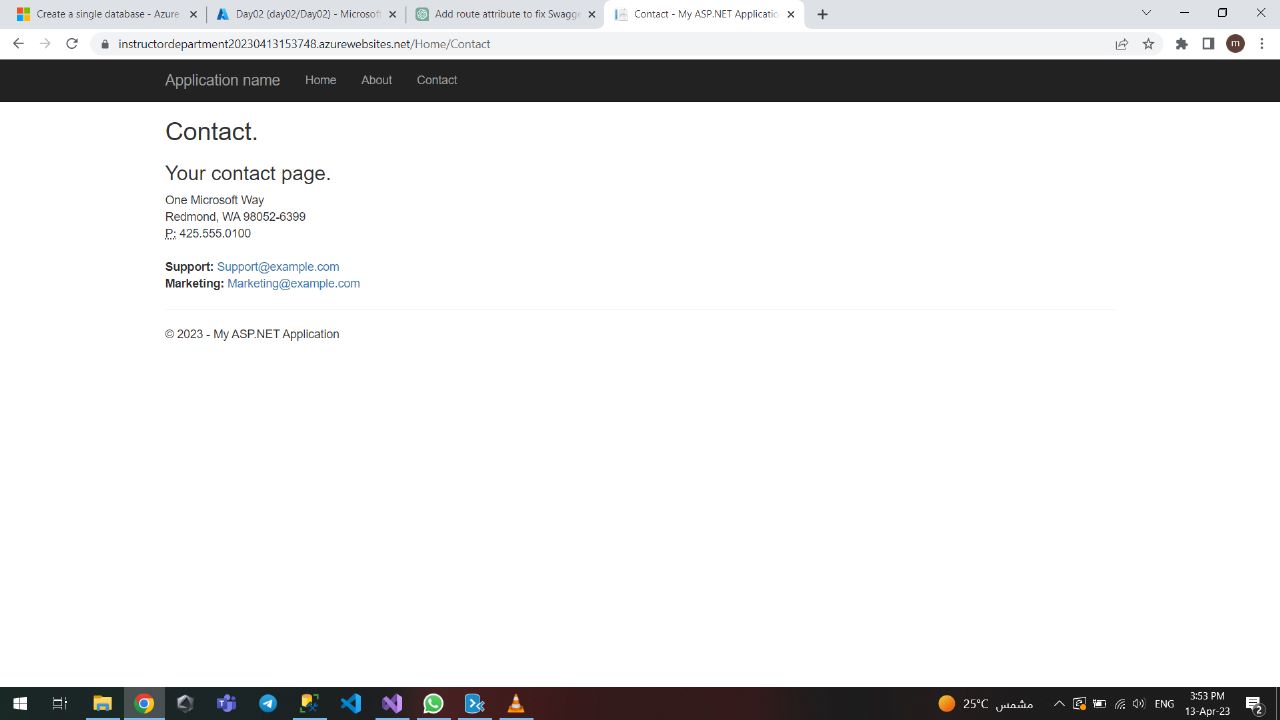 Create a single database - Azure
Day02 (day02/Day02) - Microsoft
Add route attribute to fix Swagge
Contact - My ASP.NET Applicatio
instructordepartment20230413153748.azurewebsites.net/Home/Contact
m
Application name
Home
About
Contact
Contact.
Your contact page.
One Microsoft Way
Redmond, WA 98052-6399
P: 425.555.0100
Support: Support@example.com
Marketing: Marketing@example.com
© 2023 - My ASP.NET Application
25°C مشمس
ENG
3:53 PM
13-Apr-23
2